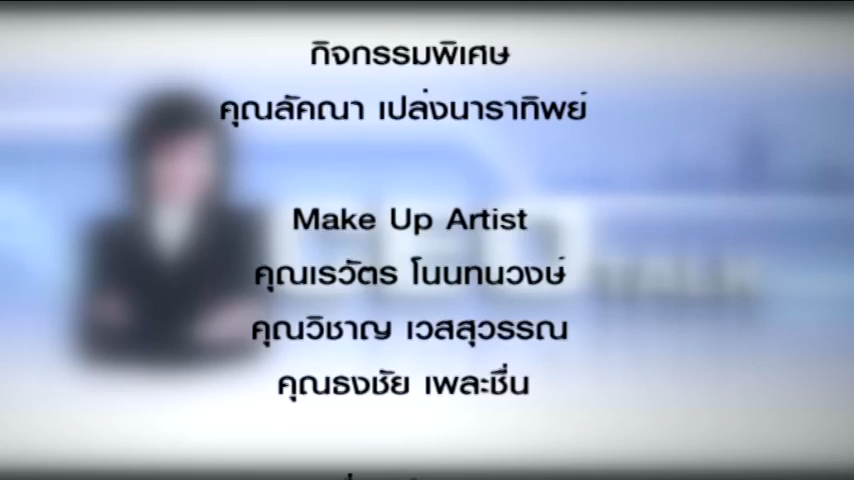 กิจกรรมพิเศษ
คุณลัคณา เปล่งนาราทิพย์
Make Up Artist
คุณเรวัตร โนนทนวงษ์
คุณวิชาญ เวสสุวรรณ
คุณธงชัย เพละชื่น
CEO